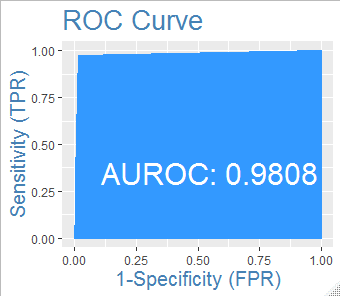 ROC Curve
1.00
0.75
0.50
0.25
0.00
Sensitivity (TPR)
AUROC: 0.9808
0.00 0.25 0.50 0.75 1.00
1-Specificity (FPR)